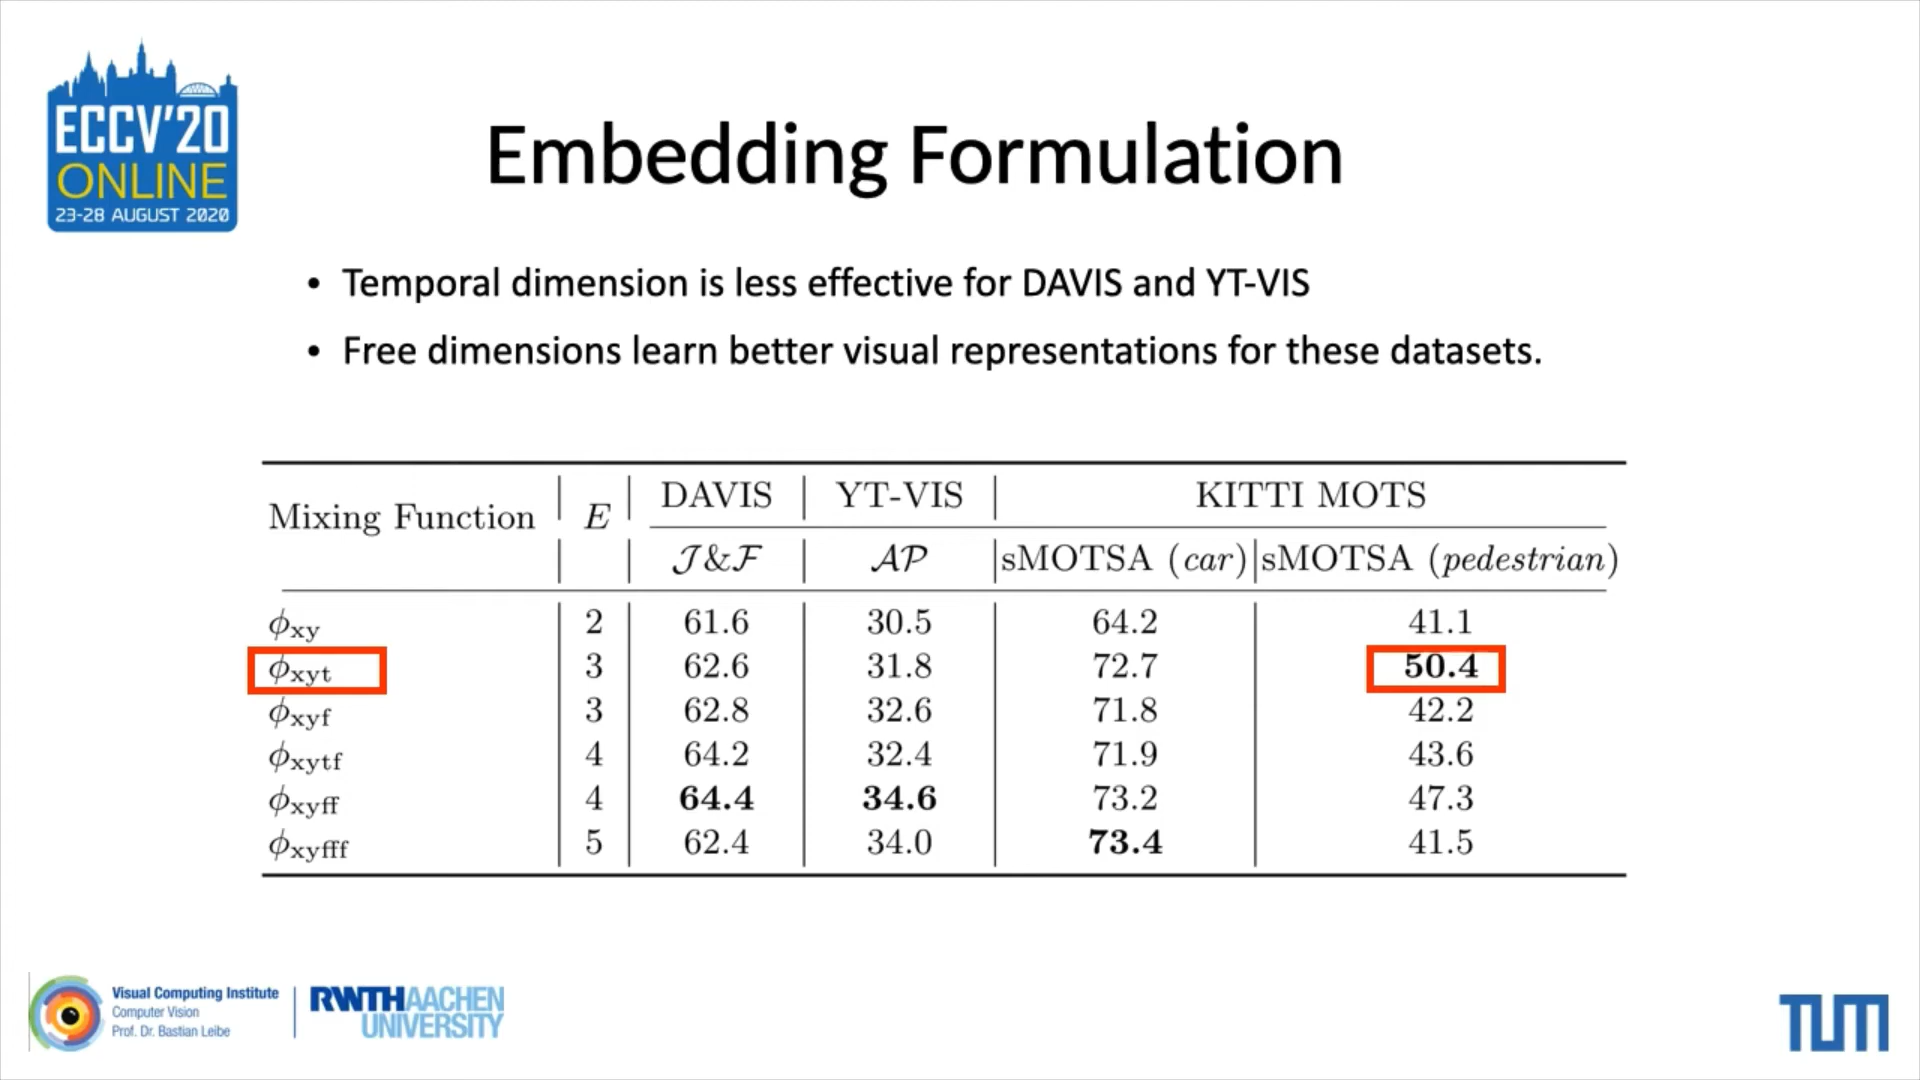 ECCV'20
ONLINE
23-28 AUGUST 2020
Embedding Formulation
• Temporal dimension is less effective for DAVIS and YT-VIS
• Free dimensions learn better visual representations for these datasets.
Mixing Function | E | DAVIS | YT-VIS | KITTI MOTS
J&F | AP | sMOTSA (car) | sMOTSA (pedestrian)
ϕxy | 2 | 61.6 | 30.5 | 64.2 | 41.1
ϕxyt | 3 | 62.6 | 31.8 | 72.7 | 50.4
ϕxyf | 3 | 62.8 | 32.6 | 71.8 | 42.2
ϕxytf | 4 | 64.2 | 32.4 | 71.9 | 43.6
ϕxyff | 4 | 64.4 | 34.6 | 73.2 | 47.3
ϕxyfff | 5 | 62.4 | 34.0 | 73.4 | 41.5
Visual Computing Institute
Computer Vision
Prof. Dr. Bastian Leibe
RWTHAACHEN
UNIVERSITY
TUM